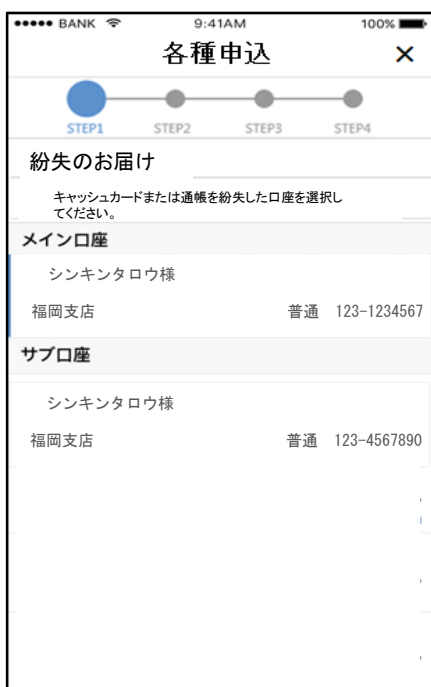 ●●●●● BANK 9:41AM 100%
各種申込 ×
STEP1 STEP2 STEP3 STEP4
紛失のお届け
キャッシュカードまたは通帳を紛失した口座を選択し
てください。
メイン口座
シンキンタロウ様
福岡支店 普通 123-1234567
サブ口座
シンキンタロウ様
福岡支店 普通 123-4567890